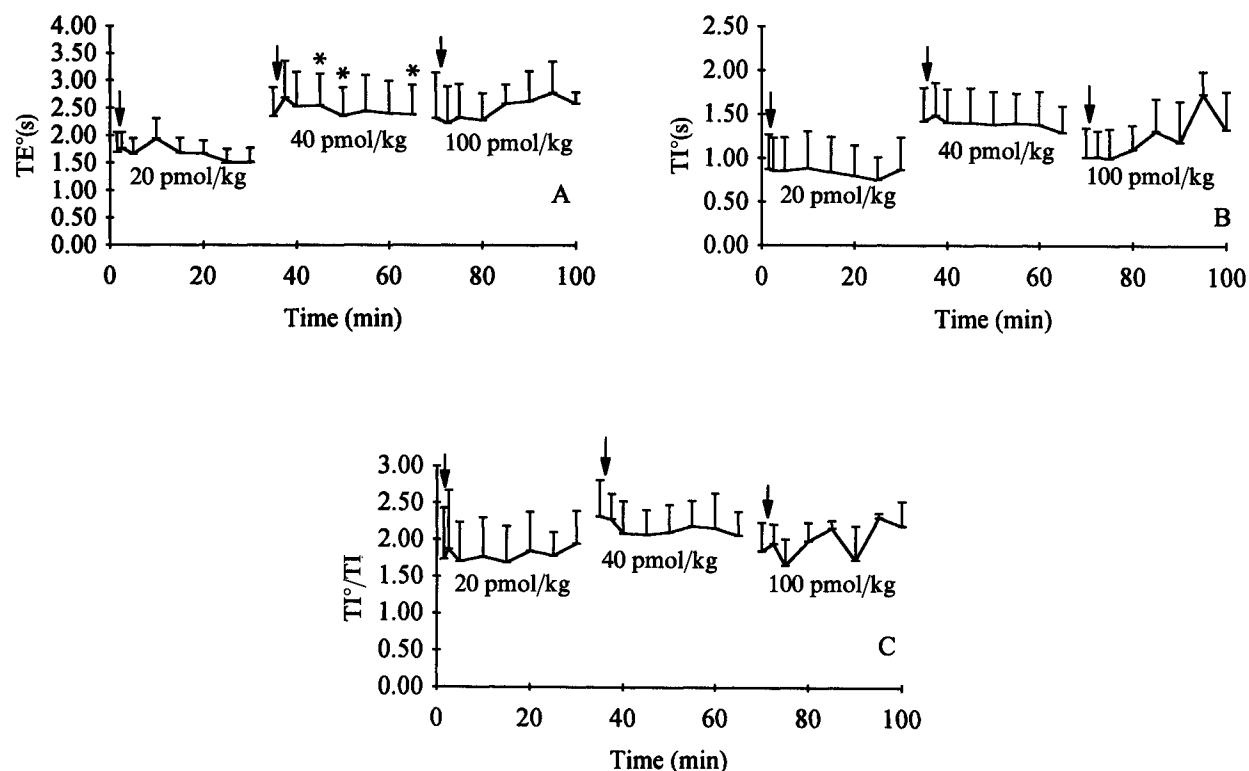 TE°(s)
4.00
3.50
3.00
2.50
2.00
1.50
1.00
0.50
0.00
* * *
20 pmol/kg
40 pmol/kg
100 pmol/kg
A
0 20 40 60 80 100
Time (min)
TI°(s)
2.50
2.00
1.50
1.00
0.50
0.00
20 pmol/kg
40 pmol/kg
100 pmol/kg
B
0 20 40 60 80 100
Time (min)
TI°/TI
3.00
2.50
2.00
1.50
1.00
0.50
0.00
20 pmol/kg
40 pmol/kg
100 pmol/kg
C
0 20 40 60 80 100
Time (min)